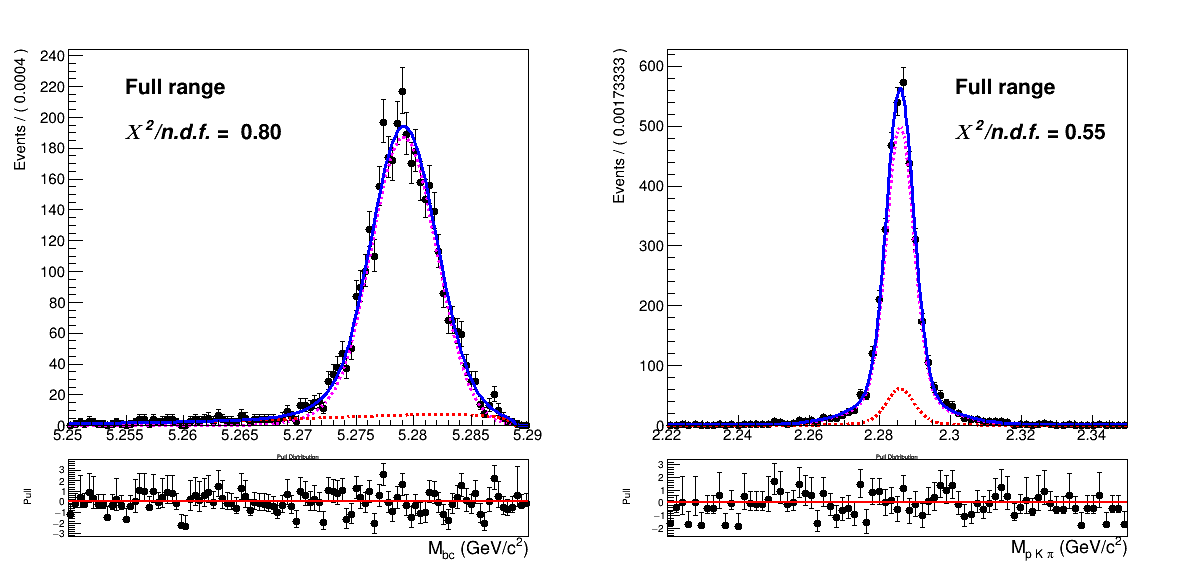 Events / ( 0.0004 )
240
220
200
180
160
140
120
100
80
60
40
20
0
Full range
Χ²/n.d.f. = 0.80
5.25 5.255 5.26 5.265 5.27 5.275 5.28 5.285 5.29
Pull Distribution
Pull
3
2
1
0
−1
−2
−3
M_bc (GeV/c²)
Events / ( 0.00173333 )
600
500
400
300
200
100
0
Full range
Χ²/n.d.f. = 0.55
2.22 2.24 2.26 2.28 2.3 2.32 2.34
Pull Distribution
Pull
3
2
1
0
−1
−2
M_p K π (GeV/c²)